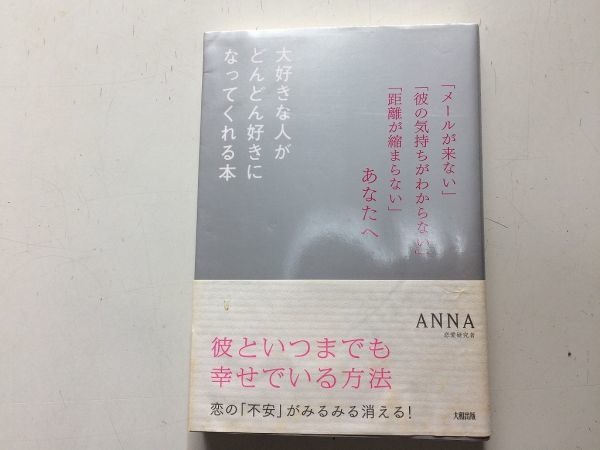 「メールが来ない」
「彼の気持ちがわからない」
「距離が縮まらない」
あなたへ
大好きな人が
どんどん好きに
なってくれる本
ANNA
恋愛研究者
彼といつまでも
幸せでいる方法
恋の「不安」がみるみる消える!
大和出版